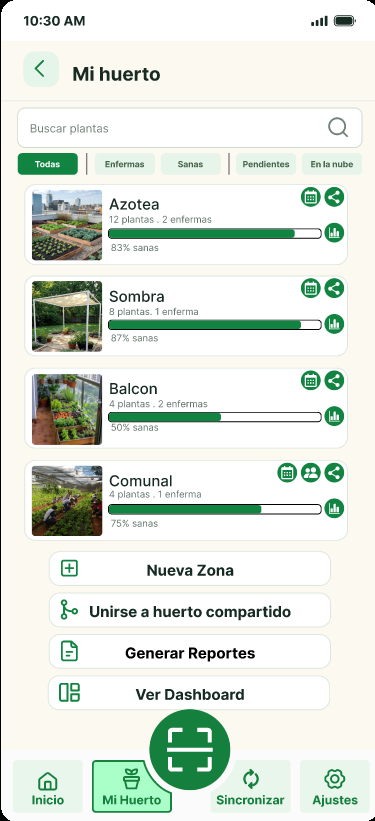 10:30 AM
Mi huerto
Buscar plantas
Todas
Enfermas
Sanas
Pendientes
En la nube
Azotea
12 plantas . 2 enfermas
83% sanas
Sombra
8 plantas. 1 enferma
87% sanas
Balcon
4 plantas . 2 enfermas
50% sanas
Comunal
4 plantas . 1 enferma
75% sanas
Nueva Zona
Unirse a huerto compartido
Generar Reportes
Ver Dashboard
Inicio
Mi Huerto
Sincronizar
Ajustes